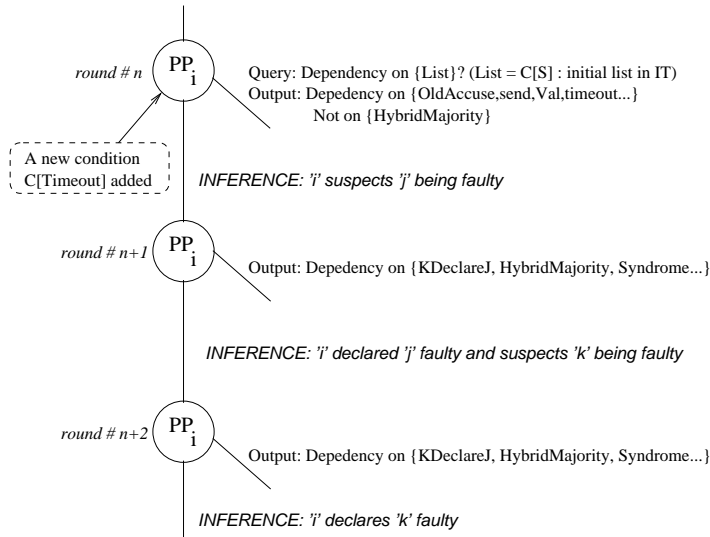 round # n
PP i
Query: Dependency on {List}? (List = C[S] : initial list in IT)
Output: Depedency on {OldAccuse,send,Val,timeout...}
Not on {HybridMajority}
A new condition
C[Timeout] added
INFERENCE: 'i' suspects 'j' being faulty
round # n+1
PP i
Output: Depedency on {KDeclareJ, HybridMajority, Syndrome...}
INFERENCE: 'i' declared 'j' faulty and suspects 'k' being faulty
round # n+2
PP i
Output: Depedency on {KDeclareJ, HybridMajority, Syndrome...}
INFERENCE: 'i' declares 'k' faulty